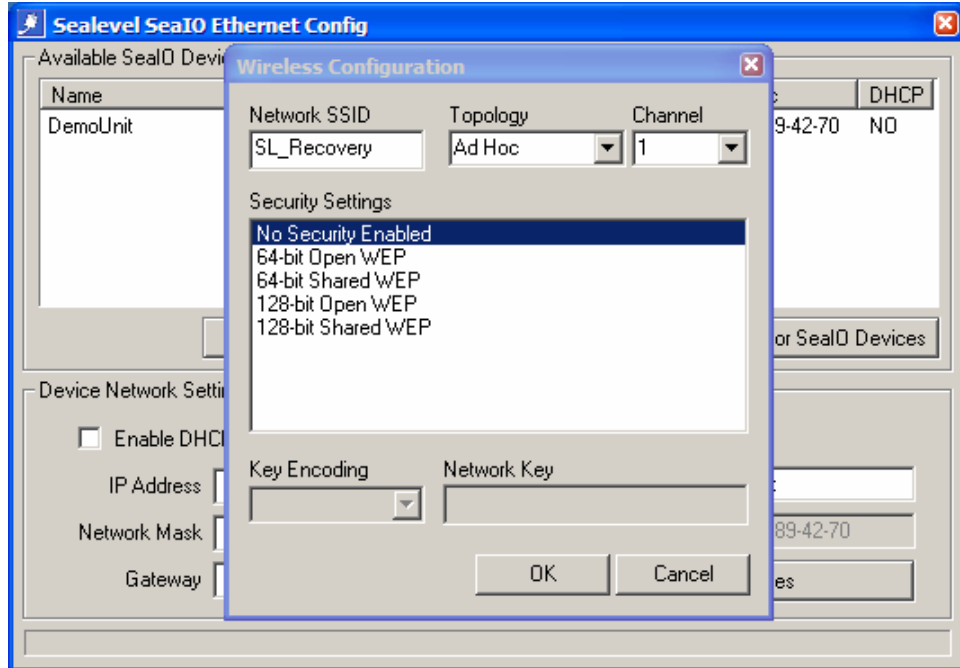 Sealevel SeaIO Ethernet Config
Available SeaIO Devi
Wireless Configuration
Name
DHCP
DemoUnit
9-42-70 NO
Network SSID Topology Channel
SL_Recovery Ad Hoc 1
Security Settings
No Security Enabled
64-bit Open WEP
64-bit Shared WEP
128-bit Open WEP
128-bit Shared WEP
or SeaIO Devices
Device Network Setti
Enable DHC
Key Encoding Network Key
IP Address
Network Mask
89-42-70
Gateway
OK Cancel
es